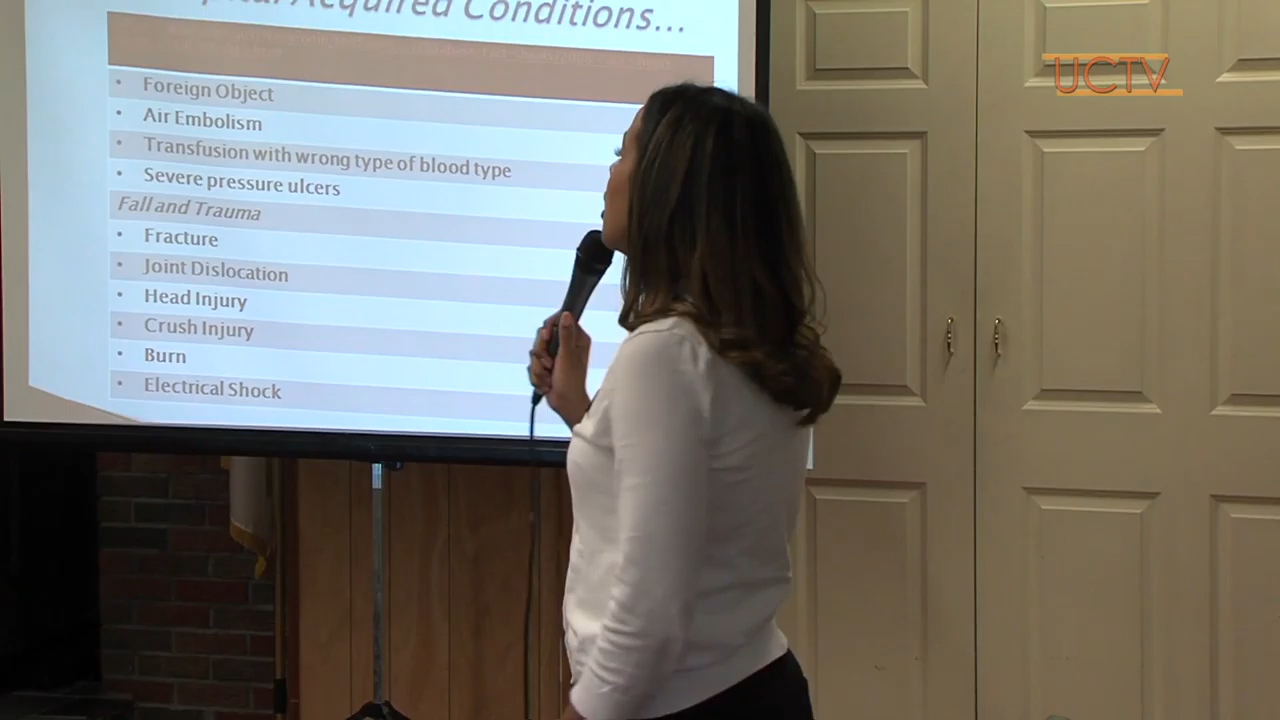 Acquired Conditions...
UCTV
• Foreign Object
• Air Embolism
• Transfusion with wrong type of blood type
• Severe pressure ulcers
Fall and Trauma
• Fracture
• Joint Dislocation
• Head Injury
• Crush Injury
• Burn
• Electrical Shock